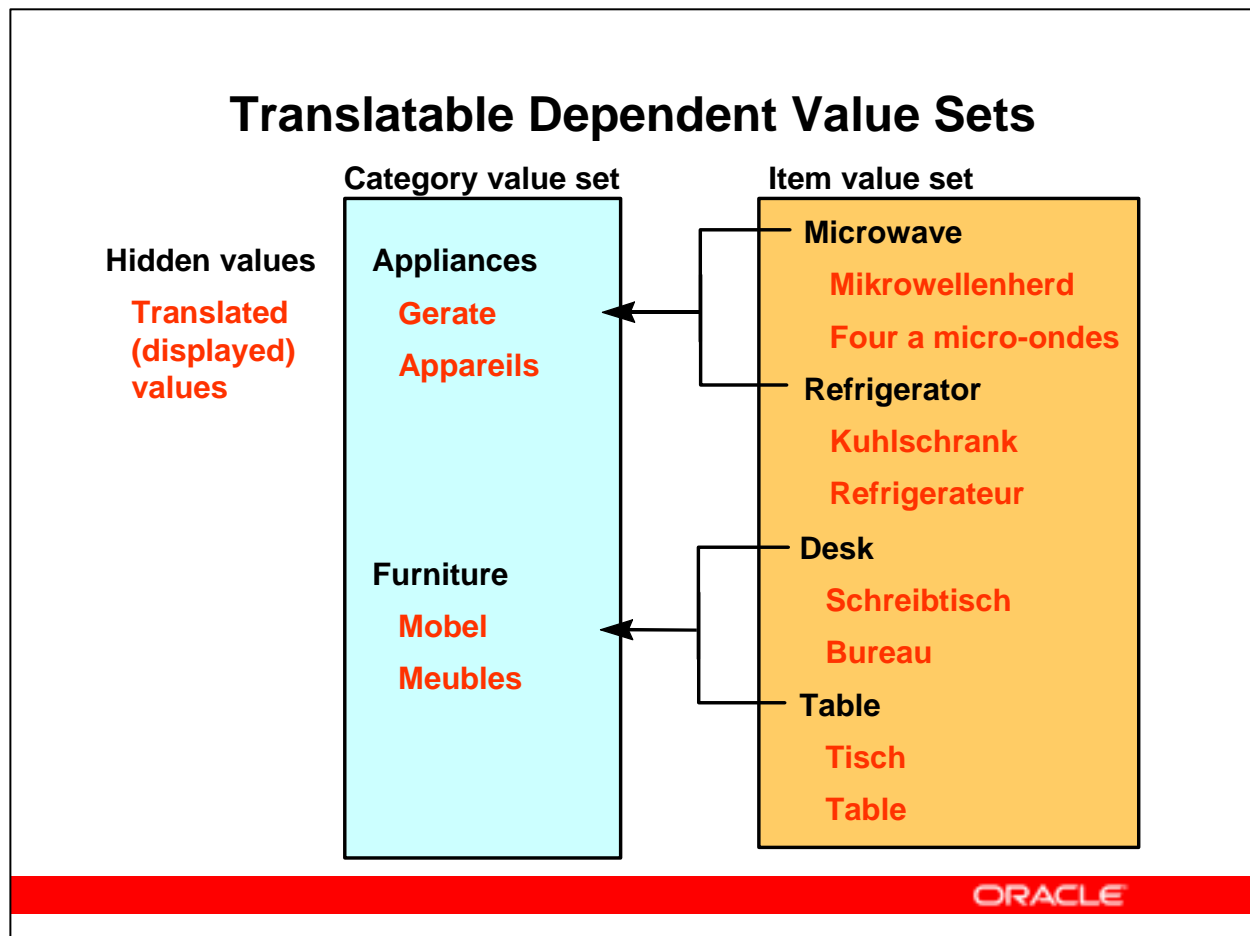 Translatable Dependent Value Sets
Category value set
Item value set
Hidden values
Translated
(displayed)
values
Appliances
Gerate
Appareils
Furniture
Mobel
Meubles
Microwave
Mikrowellenherd
Four a micro-ondes
Refrigerator
Kuhlschrank
Refrigerateur
Desk
Schreibtisch
Bureau
Table
Tisch
Table
ORACLE